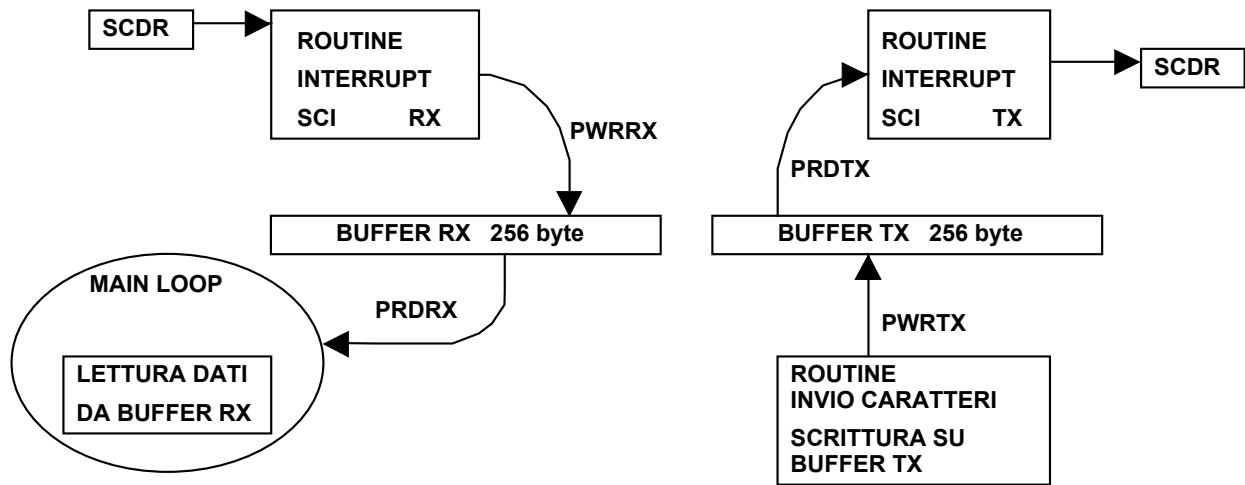 SCDR
ROUTINE
INTERRUPT
SCI RX
PWRRX
BUFFER RX 256 byte
PRDRX
MAIN LOOP
LETTURA DATI
DA BUFFER RX
ROUTINE
INTERRUPT
SCI TX
SCDR
PRDTX
BUFFER TX 256 byte
PWRTX
ROUTINE
INVIO CARATTERI
SCRITTURA SU
BUFFER TX